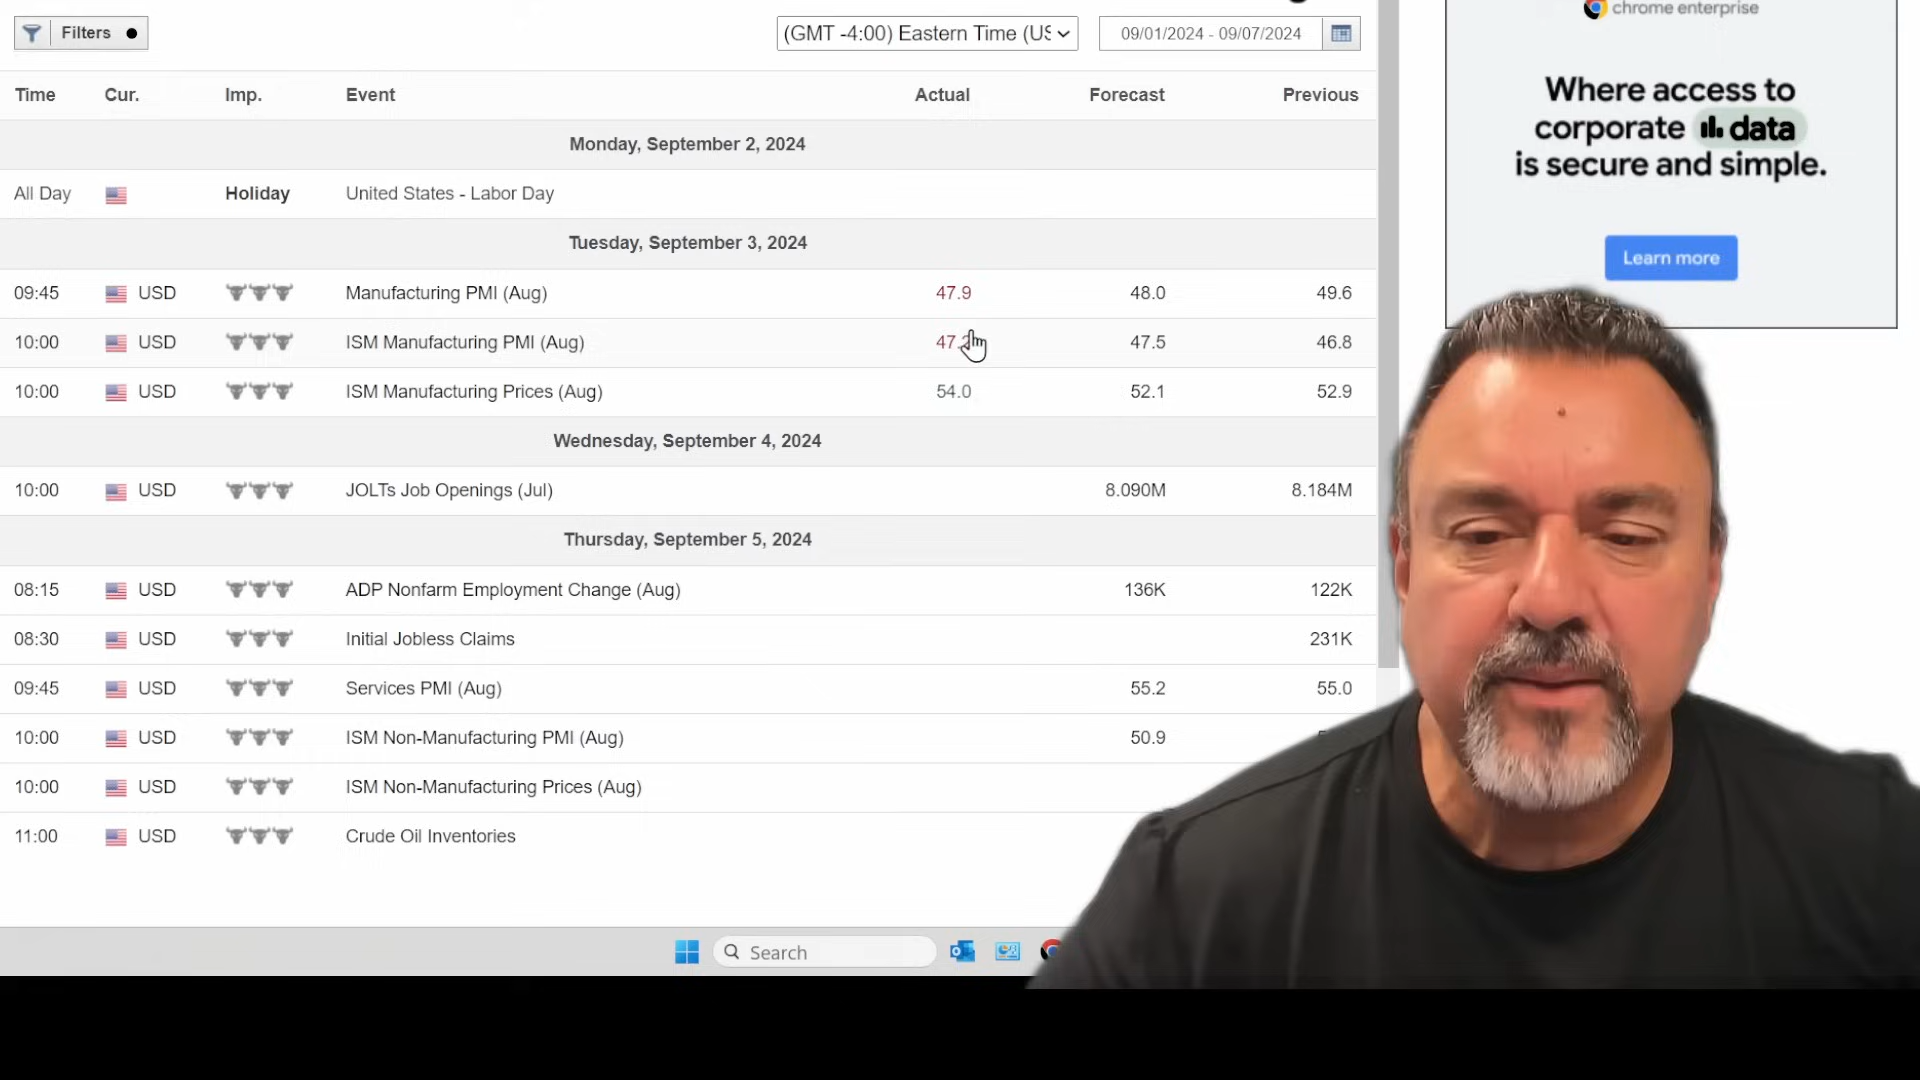 Filters
(GMT -4:00) Eastern Time (US
09/01/2024 - 09/07/2024
Time Cur. Imp. Event Actual Forecast Previous
Monday, September 2, 2024
All Day Holiday United States - Labor Day
Tuesday, September 3, 2024
09:45 USD Manufacturing PMI (Aug) 47.9 48.0 49.6
10:00 USD ISM Manufacturing PMI (Aug) 47.5 46.8
10:00 USD ISM Manufacturing Prices (Aug) 54.0 52.1 52.9
Wednesday, September 4, 2024
10:00 USD JOLTs Job Openings (Jul) 8.090M 8.184M
Thursday, September 5, 2024
08:15 USD ADP Nonfarm Employment Change (Aug) 136K 122K
08:30 USD Initial Jobless Claims 231K
09:45 USD Services PMI (Aug) 55.2 55.0
10:00 USD ISM Non-Manufacturing PMI (Aug) 50.9
10:00 USD ISM Non-Manufacturing Prices (Aug)
11:00 USD Crude Oil Inventories
Search
chrome enterprise
Where access to
corporate data
is secure and simple.
Learn more